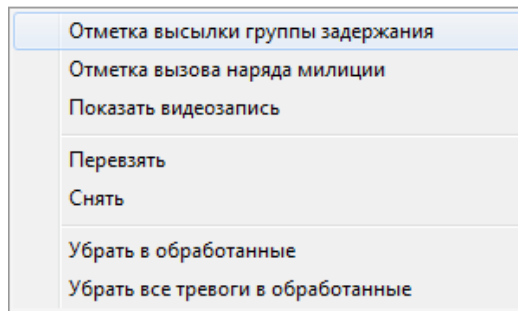 Отметка высылки группы задержания
Отметка вызова наряда милиции
Показать видеозапись
Перевзять
Снять
Убрать в обработанные
Убрать все тревоги в обработанные